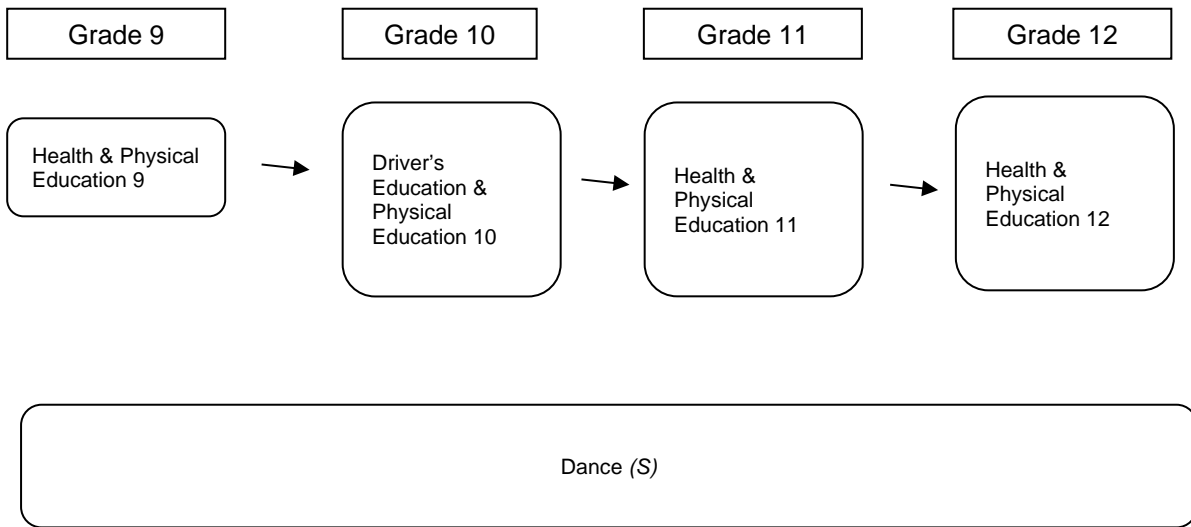 Grade 9
Grade 10
Grade 11
Grade 12
Health & Physical
Education 9
Driver’s
Education &
Physical
Education 10
Health &
Physical
Education 11
Health &
Physical
Education 12
Dance (S)